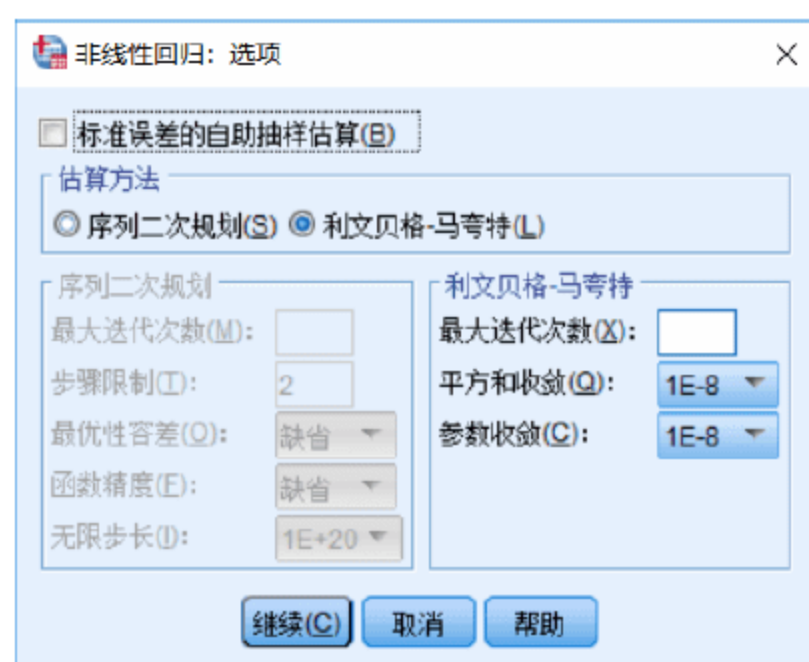 非线性回归：选项
标准误差的自助抽样估算(B)
估算方法
序列二次规划(S) 利文贝格-马夸特(L)
序列二次规划
最大迭代次数(M):
步骤限制(T): 2
最优性容差(O): 缺省
函数精度(F): 缺省
无限步长(I): 1E+20
利文贝格-马夸特
最大迭代次数(X):
平方和收敛(Q): 1E-8
参数收敛(C): 1E-8
继续(C) 取消 帮助